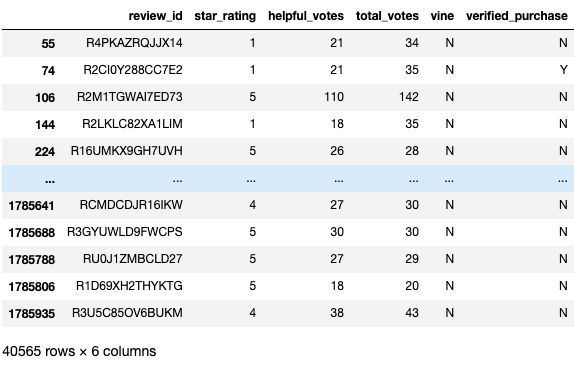 review_id star_rating helpful_votes total_votes vine verified_purchase
55 R4PKAZRQJJX14 1 21 34 N N
74 R2CI0Y288CC7E2 1 21 35 N Y
106 R2M1TGWAI7ED73 5 110 142 N N
144 R2LKLC82XA1LIM 1 18 35 N N
224 R16UMKX9GH7UVH 5 26 28 N N
... ... ... ... ... ... ...
1785641 RCMDCDJR16IKW 4 27 30 N N
1785688 R3GYUWLD9FWCPS 5 30 30 N N
1785788 RU0J1ZMBCLD27 5 27 29 N N
1785806 R1D69XH2THYKTG 5 18 20 N N
1785935 R3U5C85OV6BUKM 4 38 43 N N
40565 rows × 6 columns